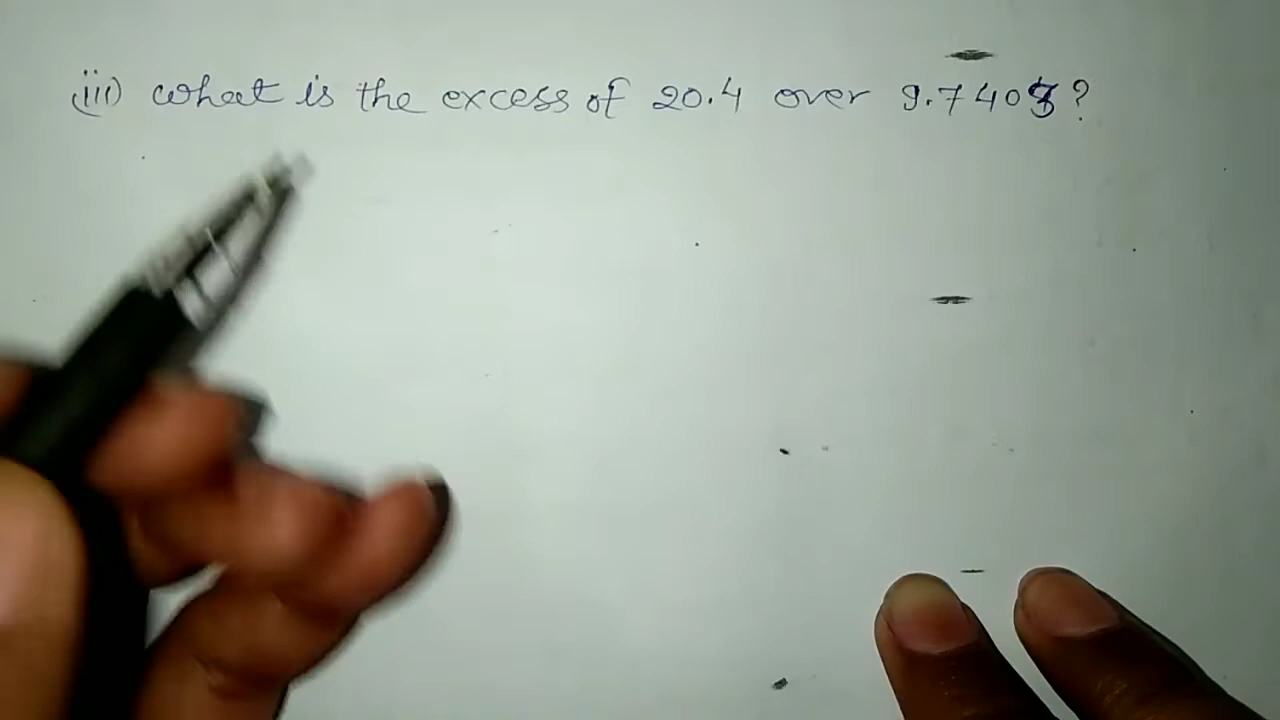 (iii) What is the excess of 20.4 over 9.7403?